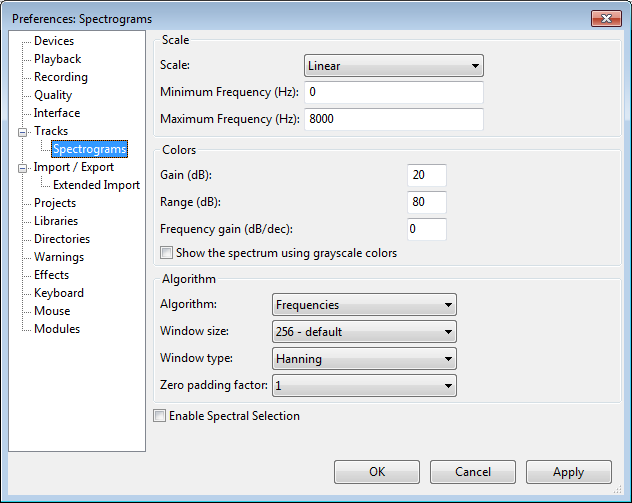 Preferences: Spectrograms
Devices
Playback
Recording
Quality
Interface
Tracks
Spectrograms
Import / Export
Extended Import
Projects
Libraries
Directories
Warnings
Effects
Keyboard
Mouse
Modules
Scale
Scale: Linear
Minimum Frequency (Hz): 0
Maximum Frequency (Hz): 8000
Colors
Gain (dB): 20
Range (dB): 80
Frequency gain (dB/dec): 0
Show the spectrum using grayscale colors
Algorithm
Algorithm: Frequencies
Window size: 256 - default
Window type: Hanning
Zero padding factor: 1
Enable Spectral Selection
OK Cancel Apply